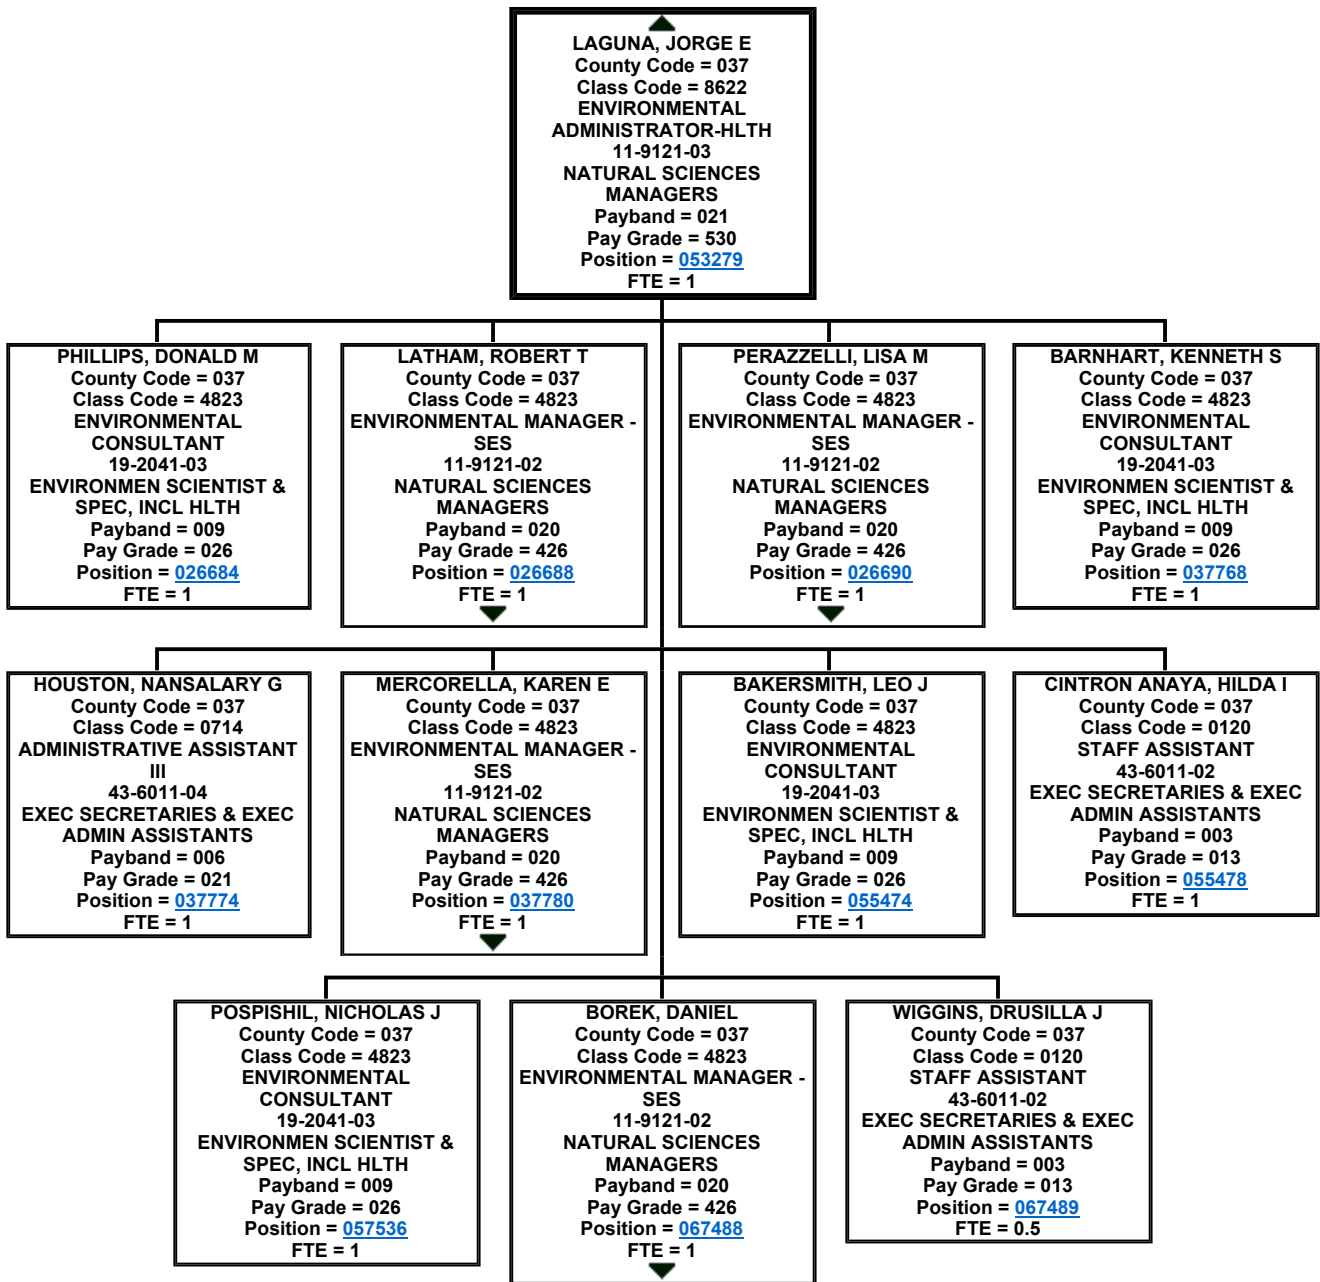 LAGUNA, JORGE E
County Code = 037
Class Code = 8622
ENVIRONMENTAL
ADMINISTRATOR-HLTH
11-9121-03
NATURAL SCIENCES
MANAGERS
Payband = 021
Pay Grade = 530
Position = 053279
FTE = 1
PHILLIPS, DONALD M
County Code = 037
Class Code = 4823
ENVIRONMENTAL
CONSULTANT
19-2041-03
ENVIRONMEN SCIENTIST &
SPEC, INCL HLTH
Payband = 009
Pay Grade = 026
Position = 026684
FTE = 1
LATHAM, ROBERT T
County Code = 037
Class Code = 4823
ENVIRONMENTAL MANAGER -
SES
11-9121-02
NATURAL SCIENCES
MANAGERS
Payband = 020
Pay Grade = 426
Position = 026688
FTE = 1
PERAZZELLI, LISA M
County Code = 037
Class Code = 4823
ENVIRONMENTAL MANAGER -
SES
11-9121-02
NATURAL SCIENCES
MANAGERS
Payband = 020
Pay Grade = 426
Position = 026690
FTE = 1
BARNHART, KENNETH S
County Code = 037
Class Code = 4823
ENVIRONMENTAL
CONSULTANT
19-2041-03
ENVIRONMEN SCIENTIST &
SPEC, INCL HLTH
Payband = 009
Pay Grade = 026
Position = 037768
FTE = 1
HOUSTON, NANSALARY G
County Code = 037
Class Code = 0714
ADMINISTRATIVE ASSISTANT
III
43-6011-04
EXEC SECRETARIES & EXEC
ADMIN ASSISTANTS
Payband = 006
Pay Grade = 021
Position = 037774
FTE = 1
MERCORELLA, KAREN E
County Code = 037
Class Code = 4823
ENVIRONMENTAL MANAGER -
SES
11-9121-02
NATURAL SCIENCES
MANAGERS
Payband = 020
Pay Grade = 426
Position = 037780
FTE = 1
BAKERSMITH, LEO J
County Code = 037
Class Code = 4823
ENVIRONMENTAL
CONSULTANT
19-2041-03
ENVIRONMEN SCIENTIST &
SPEC, INCL HLTH
Payband = 009
Pay Grade = 026
Position = 055474
FTE = 1
CINTRON ANAYA, HILDA I
County Code = 037
Class Code = 0120
STAFF ASSISTANT
43-6011-02
EXEC SECRETARIES & EXEC
ADMIN ASSISTANTS
Payband = 003
Pay Grade = 013
Position = 055478
FTE = 1
POSPISHIL, NICHOLAS J
County Code = 037
Class Code = 4823
ENVIRONMENTAL
CONSULTANT
19-2041-03
ENVIRONMEN SCIENTIST &
SPEC, INCL HLTH
Payband = 009
Pay Grade = 026
Position = 057536
FTE = 1
BOREK, DANIEL
County Code = 037
Class Code = 4823
ENVIRONMENTAL MANAGER -
SES
11-9121-02
NATURAL SCIENCES
MANAGERS
Payband = 020
Pay Grade = 426
Position = 067488
FTE = 1
WIGGINS, DRUSILLA J
County Code = 037
Class Code = 0120
STAFF ASSISTANT
43-6011-02
EXEC SECRETARIES & EXEC
ADMIN ASSISTANTS
Payband = 003
Pay Grade = 013
Position = 067489
FTE = 0.5